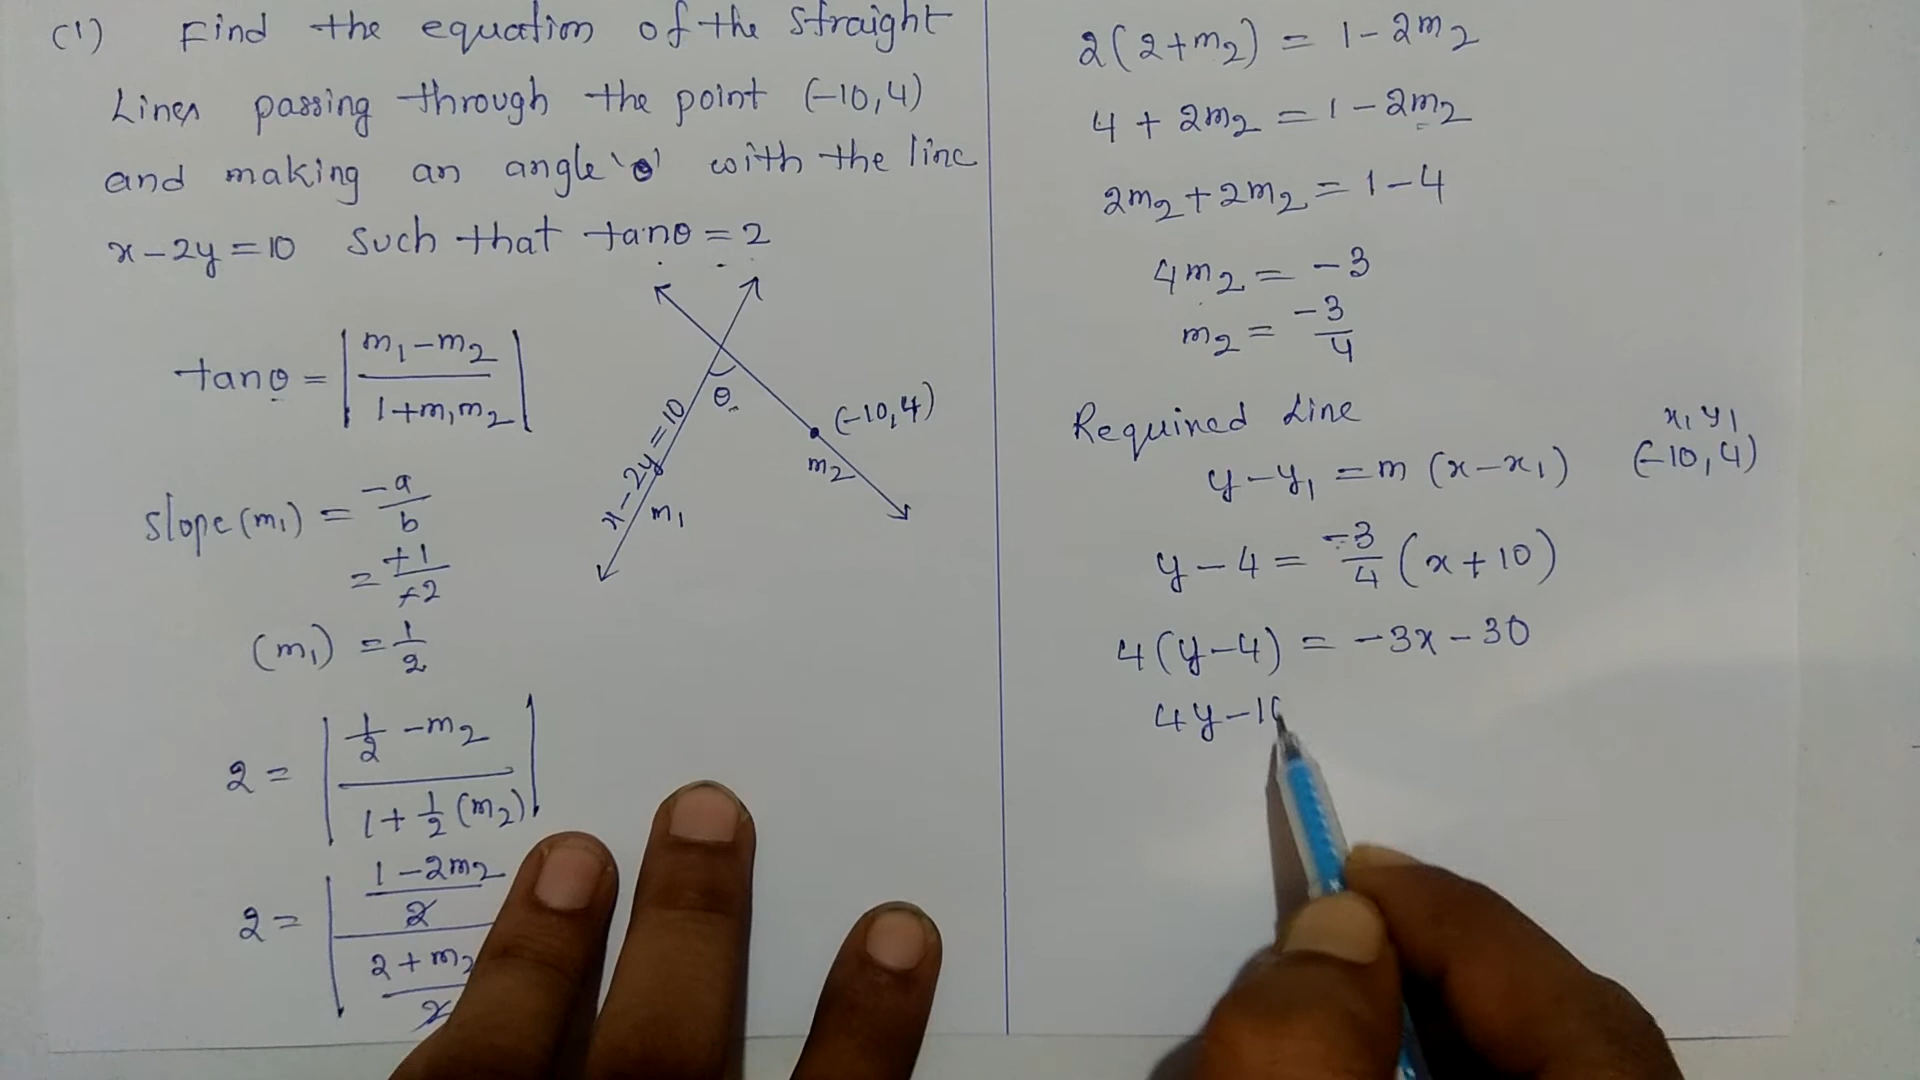 (1) Find the equation of the straight
Lines passing through the point (-10,4)
and making an angle 'θ' with the line
x-2y=10 such that tanθ=2
tanθ = |(m₁-m₂)/(1+m₁m₂)|
slope (m₁) = -a/b
= +1/+2
(m₁) = 1/2
2 = |(1/2 -m₂)/(1+ 1/2 (m₂))|
2 = |((1-2m₂)/2)/((2+m₂)/2)|
x-2y=10
θ
m₁
(-10,4)
m₂
2(2+m₂) = 1-2m₂
4+2m₂ = 1-2m₂
2m₂+2m₂ = 1-4
4m₂ = -3
m₂ = -3/4
Required Line
x₁ y₁
y-y₁ = m(x-x₁) (-10,4)
y-4 = -3/4 (x+10)
4(y-4) = -3x-30
4y-1